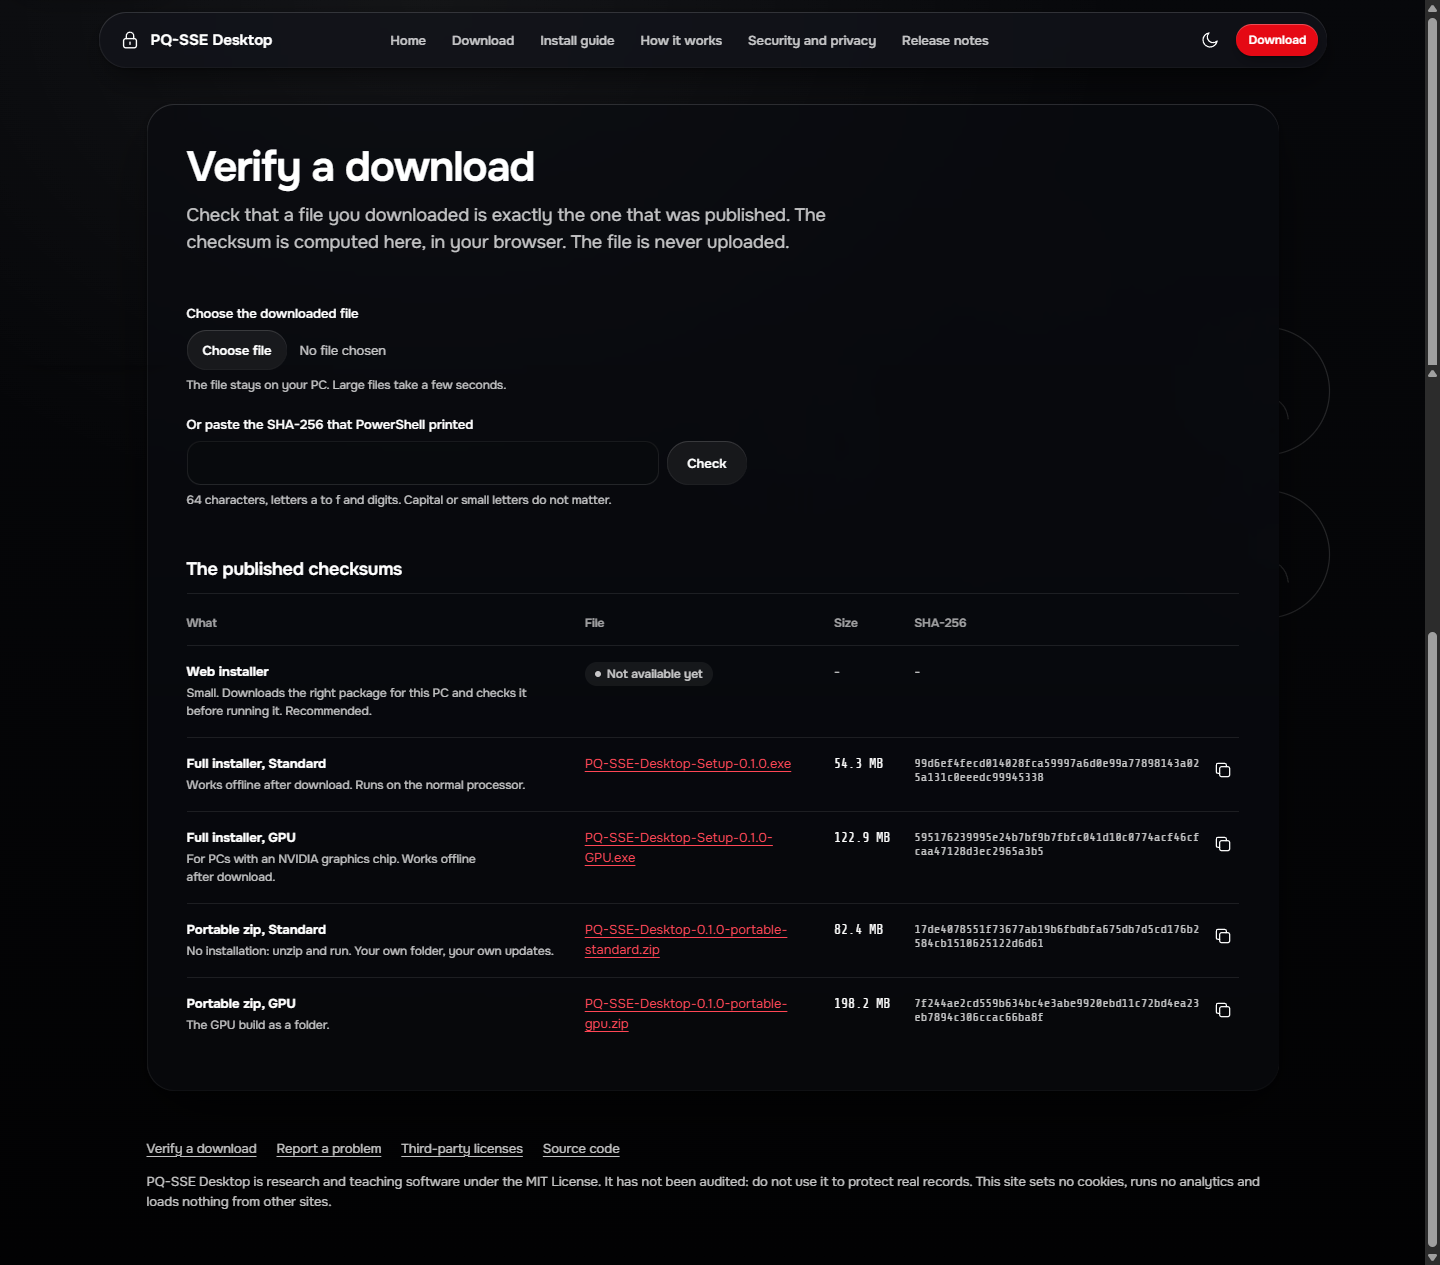 PQ-SSE Desktop
Home
Download
Install guide
How it works
Security and privacy
Release notes
Download
Verify a download
Check that a file you downloaded is exactly the one that was published. The
checksum is computed here, in your browser. The file is never uploaded.
Choose the downloaded file
Choose file
No file chosen
The file stays on your PC. Large files take a few seconds.
Or paste the SHA-256 that PowerShell printed
Check
64 characters, letters a to f and digits. Capital or small letters do not matter.
The published checksums
What
File
Size
SHA-256
Web installer
Small. Downloads the right package for this PC and checks it
before running it. Recommended.
Not available yet
-
-
Full installer, Standard
Works offline after download. Runs on the normal processor.
PQ-SSE-Desktop-Setup-0.1.0.exe
54.3 MB
99d6ef4fecd014028fca59997a6d0e99a77898143a02
5a131c0eeedc99945338
Full installer, GPU
For PCs with an NVIDIA graphics chip. Works offline
after download.
PQ-SSE-Desktop-Setup-0.1.0-
GPU.exe
122.9 MB
595176239995e24b7bf9b7fbfc041d10c0774acf46cf
caa47128d3ec2965a3b5
Portable zip, Standard
No installation: unzip and run. Your own folder, your own updates.
PQ-SSE-Desktop-0.1.0-portable-
standard.zip
82.4 MB
17de4078551f73677ab19b6fbdbfa675db7d5cd176b2
584cb1510625122d6d61
Portable zip, GPU
The GPU build as a folder.
PQ-SSE-Desktop-0.1.0-portable-
gpu.zip
198.2 MB
7f244ae2cd559b634bc4e3abe9920ebd11c72bd4ea23
eb7894c306ccac66ba8f
Verify a download
Report a problem
Third-party licenses
Source code
PQ-SSE Desktop is research and teaching software under the MIT License. It has not been audited: do not use it to protect real records. This site sets no cookies, runs no analytics and
loads nothing from other sites.